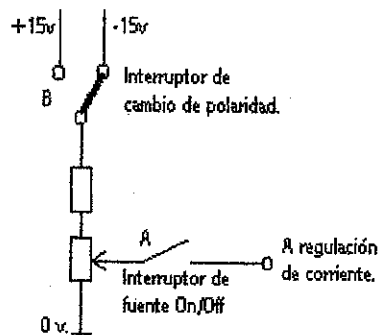 +15v -15v
B
Interruptor de
cambio de polaridad.
A
A regulación
de corriente.
Interruptor de
fuente On/Off
0 v.